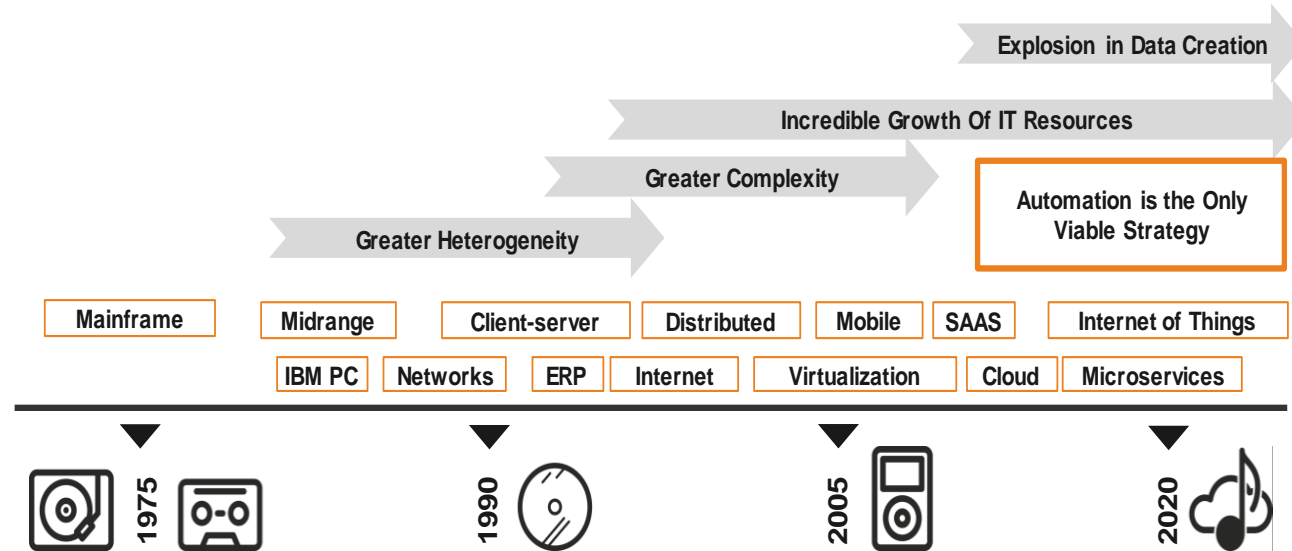 Explosion in Data Creation
Incredible Growth Of IT Resources
Greater Complexity
Automation is the Only
Viable Strategy
Greater Heterogeneity
Mainframe
Midrange
Client-server
Distributed
Mobile
SAAS
Internet of Things
IBM PC
Networks
ERP
Internet
Virtualization
Cloud
Microservices
1975
1990
2005
2020